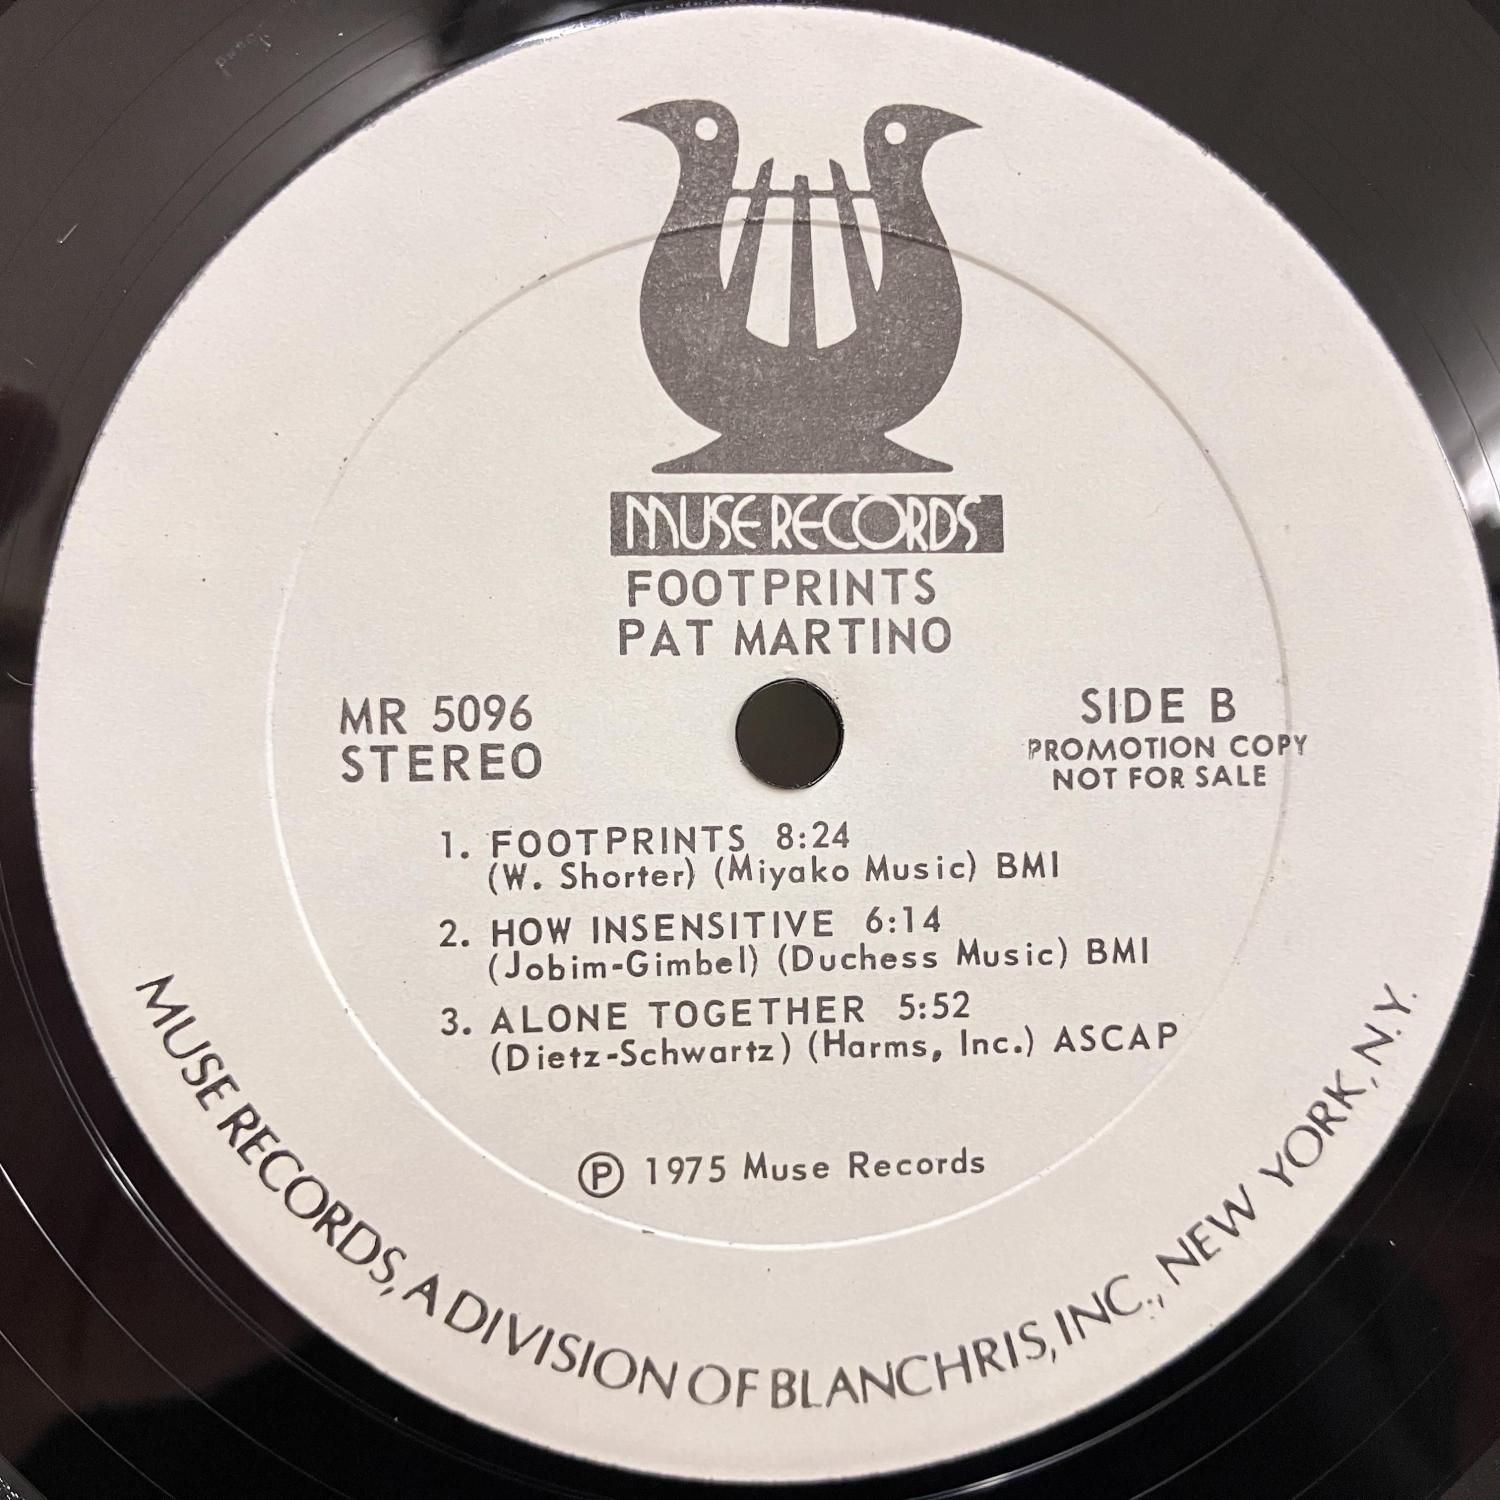 MUSE RECORDS
FOOTPRINTS
PAT MARTINO
MR 5096
STEREO
SIDE B
PROMOTION COPY
NOT FOR SALE
1. FOOTPRINTS 8:24
(W. Shorter) (Miyako Music) BMI
2. HOW INSENSITIVE 6:14
(Jobim-Gimbel) (Duchess Music) BMI
3. ALONE TOGETHER 5:52
(Dietz-Schwartz) (Harms, Inc.) ASCAP
Ⓟ 1975 Muse Records
MUSE RECORDS, A DIVISION OF BLANCHRIS, INC., NEW YORK, N.Y.